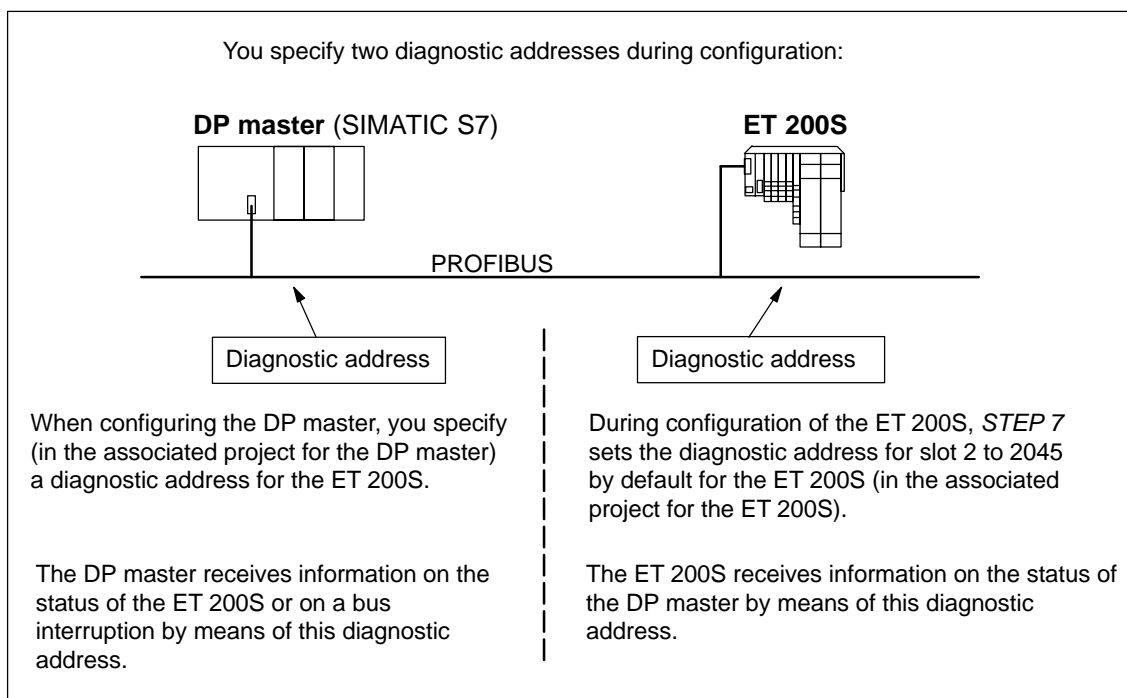 You specify two diagnostic addresses during configuration:
DP master (SIMATIC S7)
ET 200S
PROFIBUS
Diagnostic address
Diagnostic address
When configuring the DP master, you specify
(in the associated project for the DP master)
a diagnostic address for the ET 200S.
The DP master receives information on the
status of the ET 200S or on a bus
interruption by means of this diagnostic
address.
During configuration of the ET 200S, STEP 7
sets the diagnostic address for slot 2 to 2045
by default for the ET 200S (in the associated
project for the ET 200S).
The ET 200S receives information on the status of
the DP master by means of this diagnostic
address.